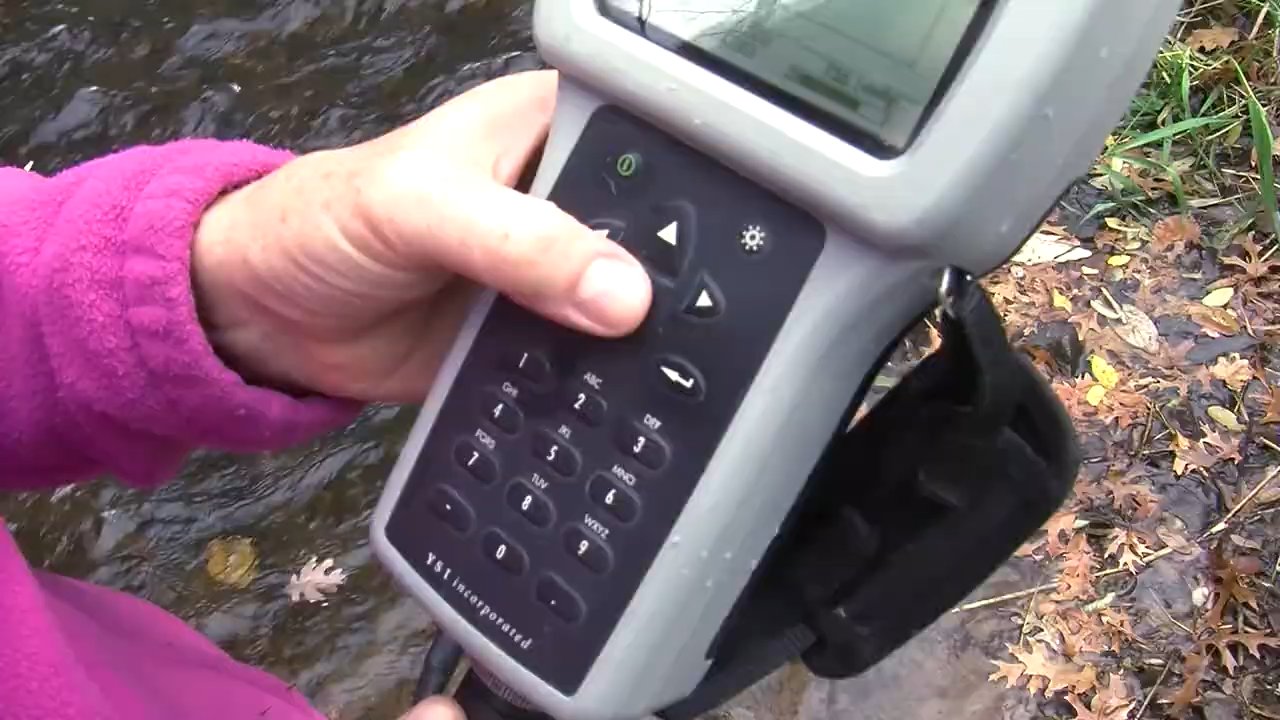 1
ABC
2
DEF
3
GHI
4
JKL
5
MNO
6
PQRS
7
TUV
8
WXYZ
9
-
0
.
YSI incorporated